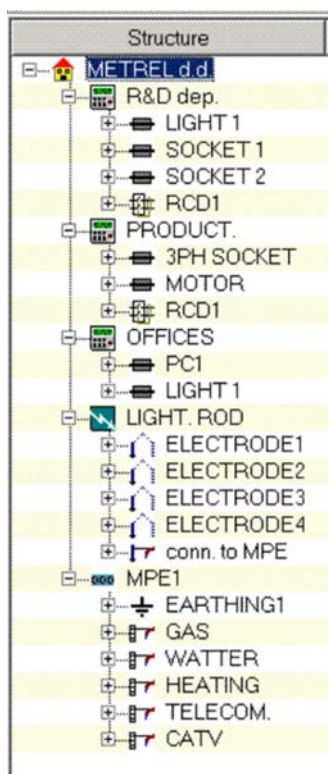 Structure
METREL d.d
R&D dep.
LIGHT 1
SOCKET 1
SOCKET 2
RCD1
PRODUCT.
3PH SOCKET
MOTOR
RCD1
OFFICES
PC1
LIGHT 1
LIGHT. ROD
ELECTRODE1
ELECTRODE2
ELECTRODE3
ELECTRODE4
conn. to MPE
MPE1
EARTHING1
GAS
WATTER
HEATING
TELECOM.
CATV